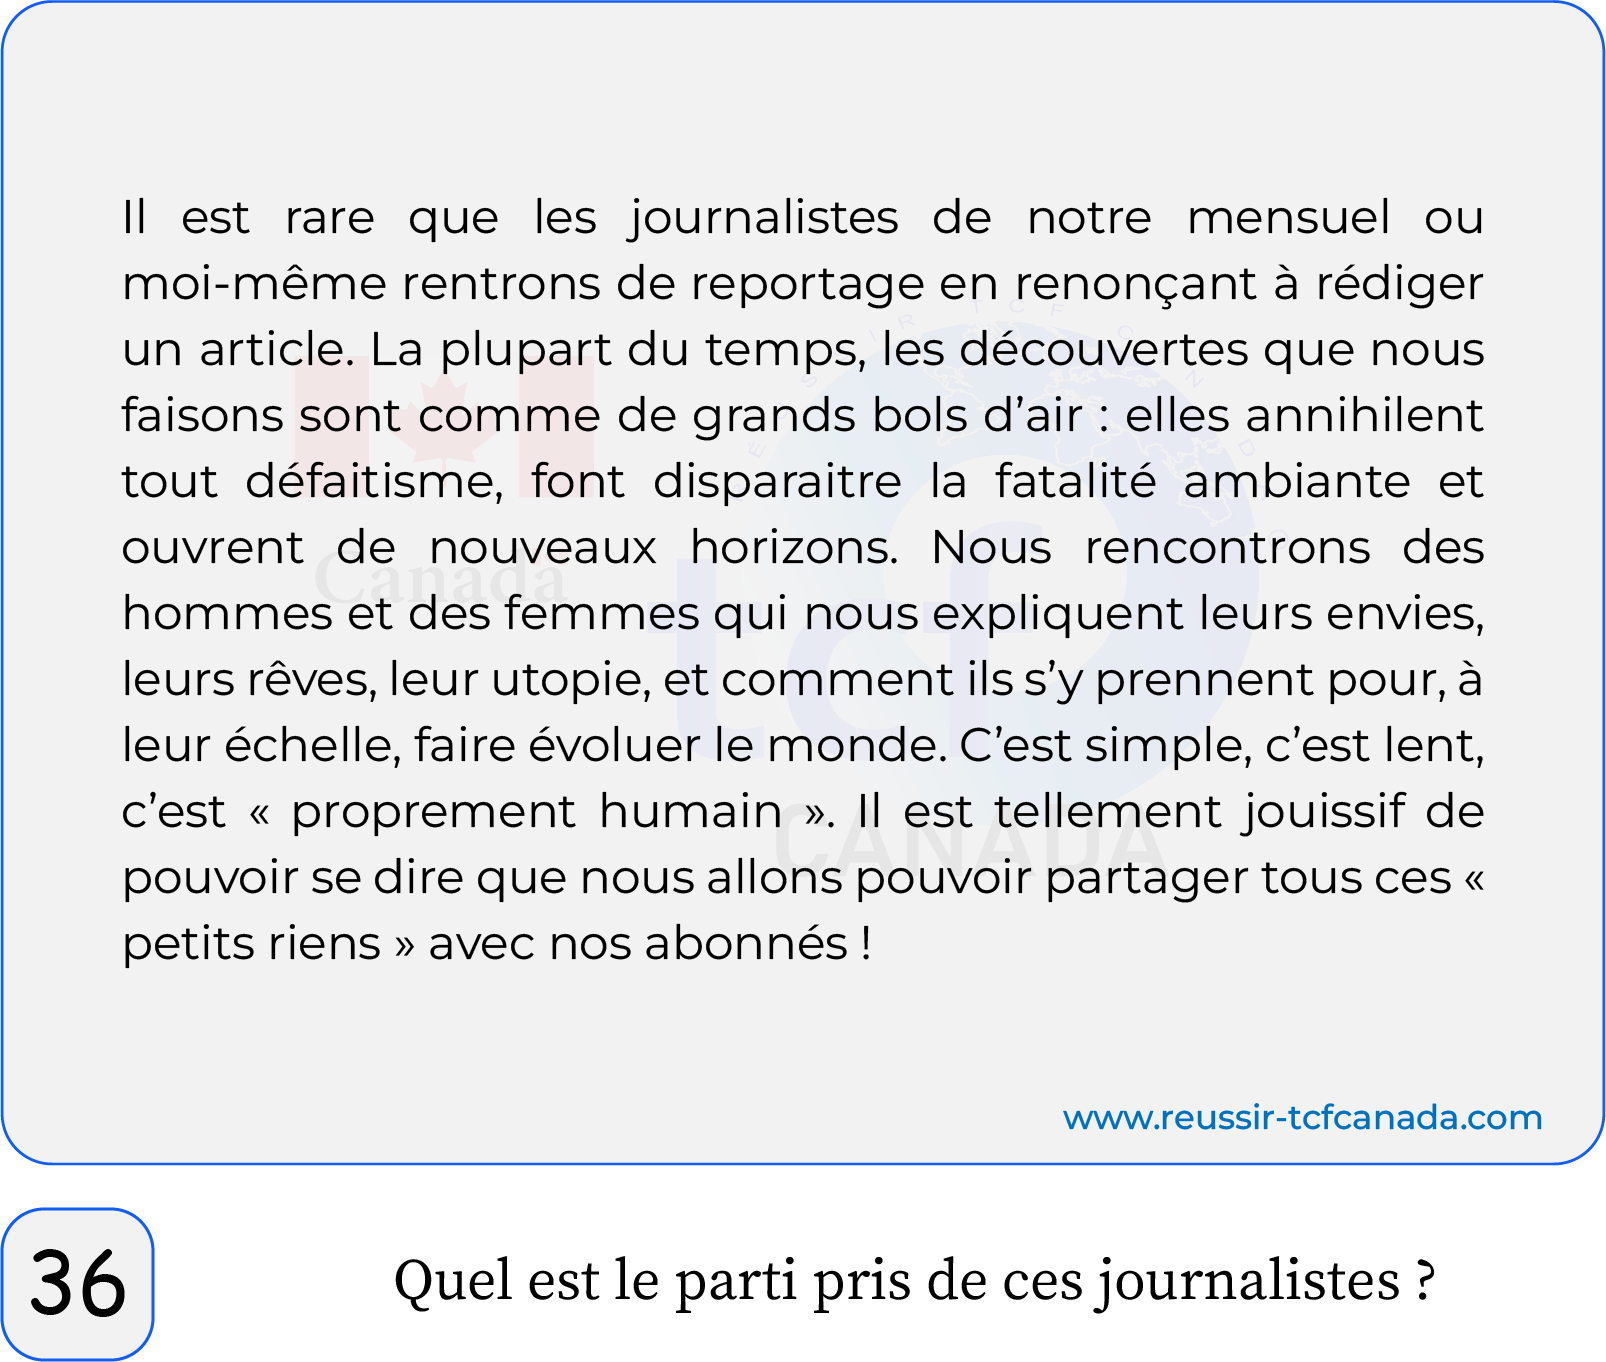 Il est rare que les journalistes de notre mensuel ou
moi-même rentrons de reportage en renonçant à rédiger
un article. La plupart du temps, les découvertes que nous
faisons sont comme de grands bols d’air : elles annihilent
tout défaitisme, font disparaitre la fatalité ambiante et
ouvrent de nouveaux horizons. Nous rencontrons des
hommes et des femmes qui nous expliquent leurs envies,
leurs rêves, leur utopie, et comment ils s’y prennent pour, à
leur échelle, faire évoluer le monde. C’est simple, c’est lent,
c’est « proprement humain ». Il est tellement jouissif de
pouvoir se dire que nous allons pouvoir partager tous ces «
petits riens » avec nos abonnés !
Canada
tcf
CANADA
www.reussir-tcfcanada.com
36
Quel est le parti pris de ces journalistes ?